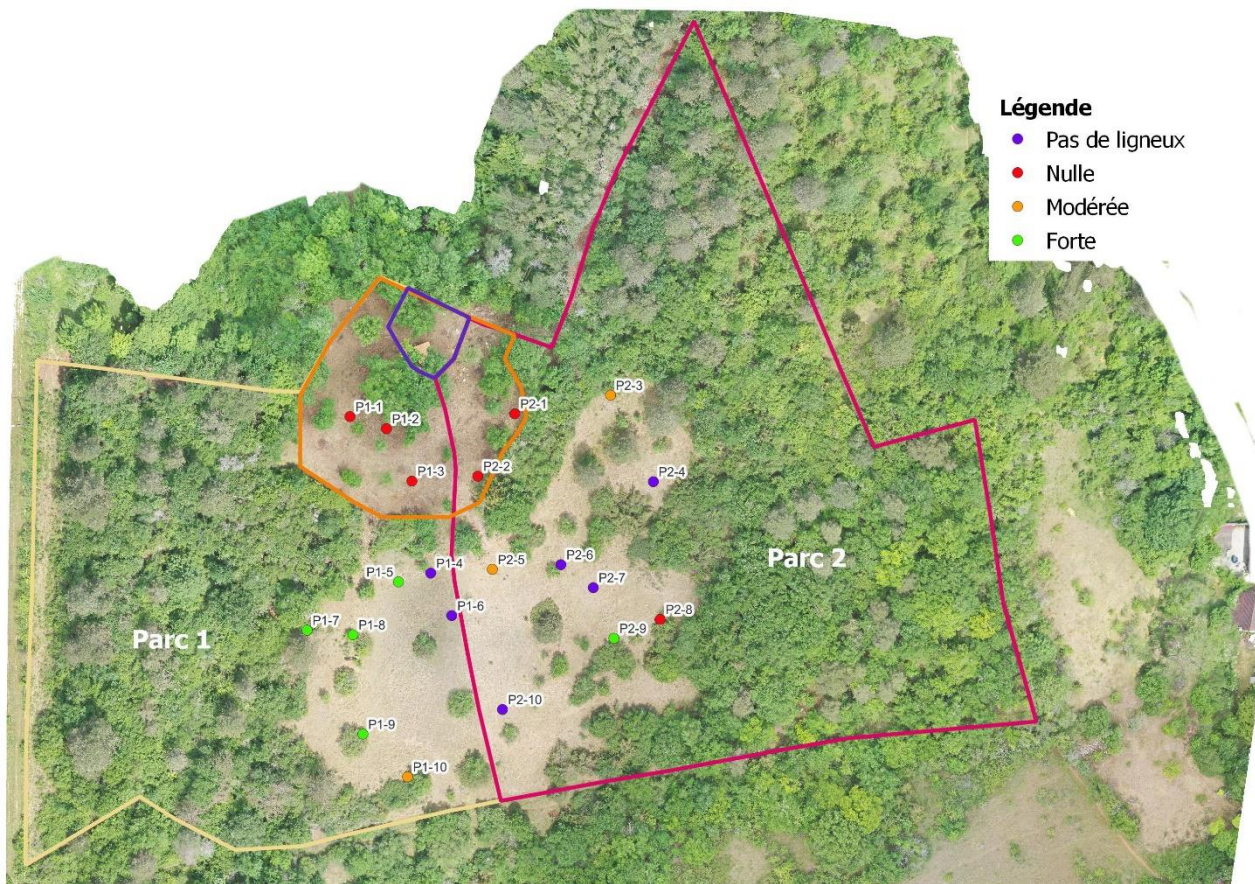 Légende
Pas de ligneux
Nulle
Modérée
Forte
P1-1
P1-2
P2-1
P2-3
P1-3
P2-2
P2-4
P1-4
P2-5
P2-6
P1-5
P2-7
Parc 2
P1-6
P1-7
P1-8
P2-8
P2-9
Parc 1
P2-10
P1-9
P1-10